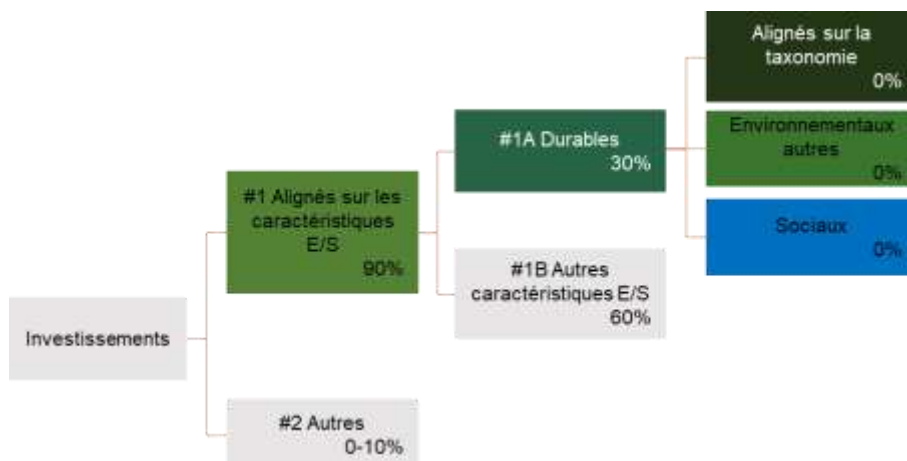 Investissements
#1 Alignés sur les
caractéristiques
E/S
90%
#2 Autres
0-10%
#1A Durables
30%
#1B Autres
caractéristiques E/S
60%
Alignés sur la
taxonomie
0%
Environnementaux
autres
0%
Sociaux
0%